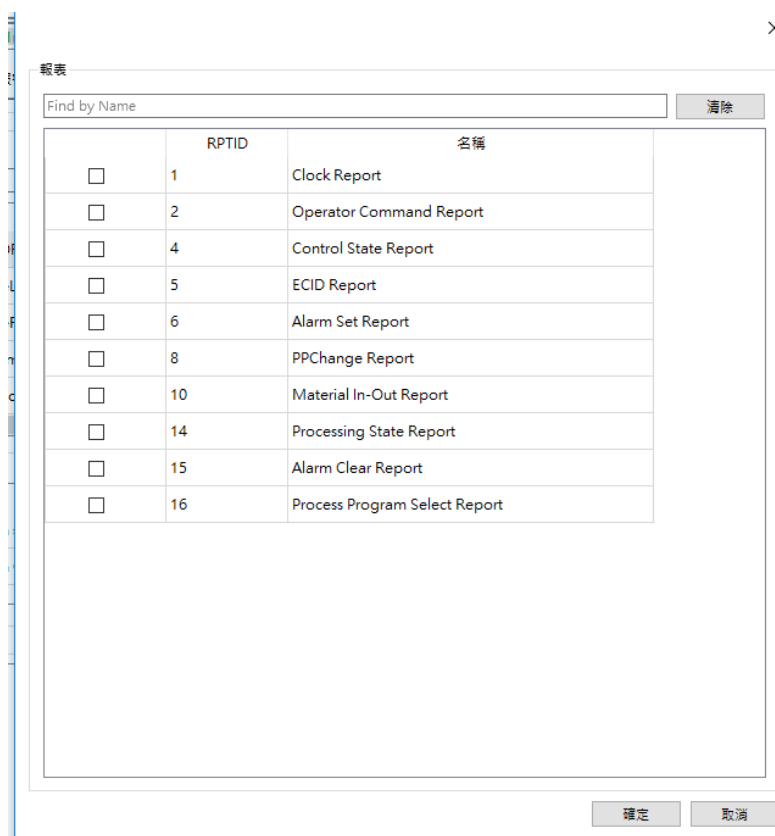 報表
Find by Name 清除
RPTID 名稱
1 Clock Report
2 Operator Command Report
4 Control State Report
5 ECID Report
6 Alarm Set Report
8 PPChange Report
10 Material In-Out Report
14 Processing State Report
15 Alarm Clear Report
16 Process Program Select Report
確定 取消